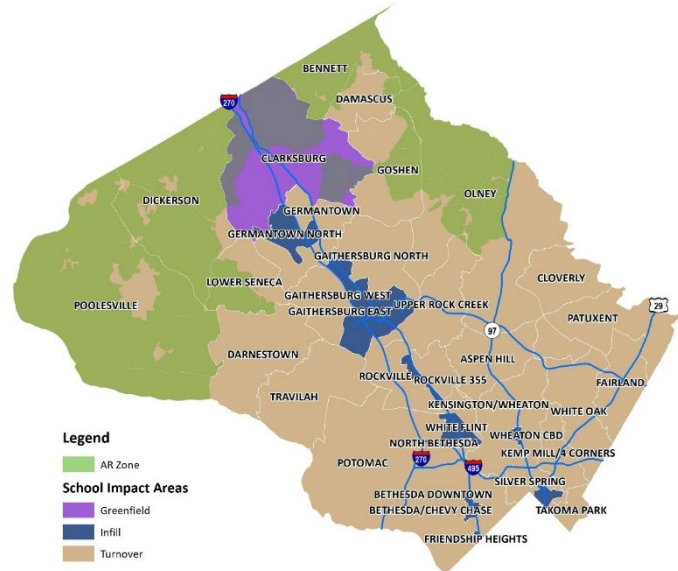 BENNETT
270
DAMASCUS
CLARKSBURG
GOSHEN
OLNEY
DICKERSON
GERMANTOWN
GERMANTOWN NORTH
GAITHERSBURG NORTH
CLOVERLY
LOWER SENECA
GAITHERSBURG WEST
UPPER ROCK CREEK
29
POOLESVILLE
GAITHERSBURG EAST
PATUXENT
97
DARNESTOWN
ASPEN HILL
ROCKVILLE
ROCKVILLE 355
FAIRLAND
TRAVILAH
KENSINGTON/WHEATON
WHITE OAK
WHITE FLINT
WHEATON CBD
NORTH BETHESDA
KEMP MILL/4 CORNERS
POTOMAC
270
495
SILVER SPRING
BETHESDA DOWNTOWN
TAKOMA PARK
BETHESDA/CHEVY CHASE
FRIENDSHIP HEIGHTS
Legend
AR Zone
School Impact Areas
Greenfield
Infill
Turnover